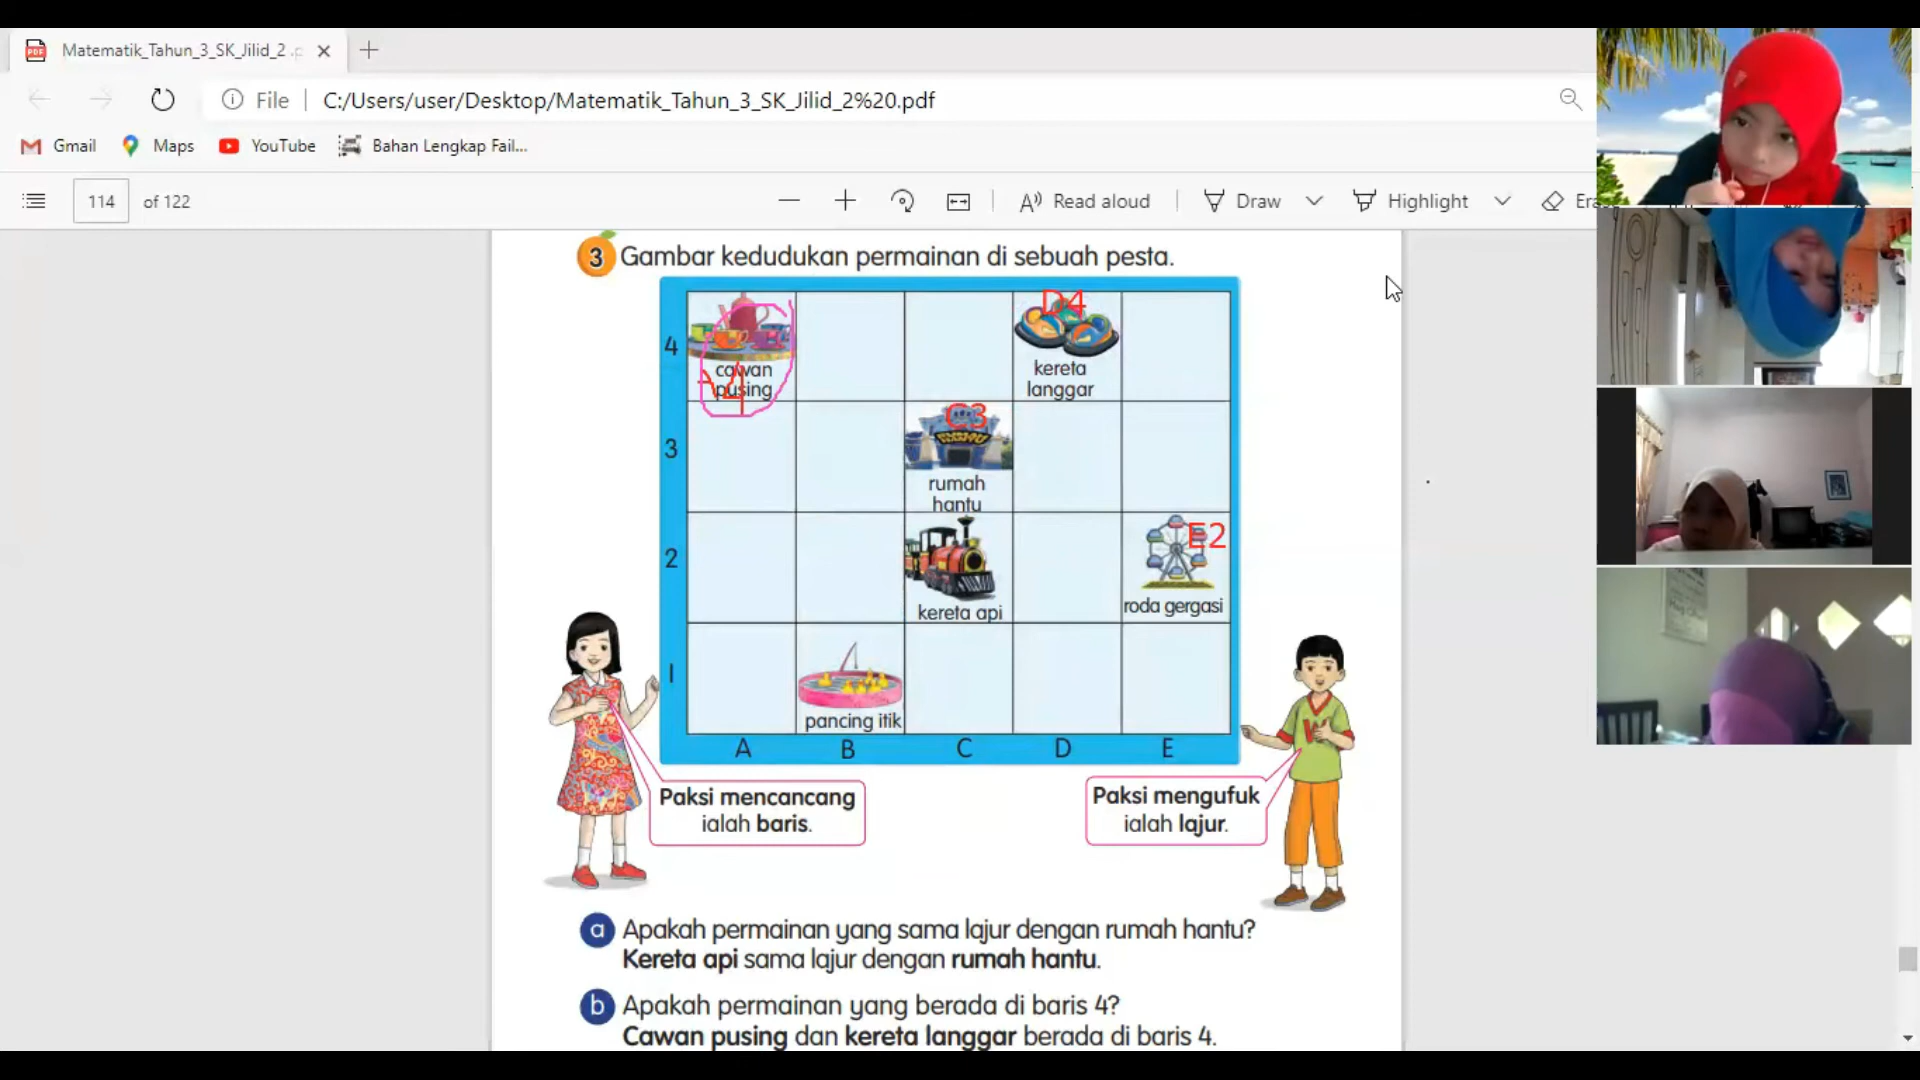 Matematik_Tahun_3_SK_Jilid_2 .p
File
C:/Users/user/Desktop/Matematik_Tahun_3_SK_Jilid_2%20.pdf
Gmail
Maps
YouTube
Bahan Lengkap Fail...
114 of 122
Read aloud
Draw
Highlight
3 Gambar kedudukan permainan di sebuah pesta.
4
cawan
pusing
A4
D4
kereta
langgar
3
C3
rumah
hantu
2
kereta api
E2
roda gergasi
1
pancing itik
A B C D E
Paksi mencancang
ialah baris.
Paksi mengufuk
ialah lajur.
a Apakah permainan yang sama lajur dengan rumah hantu?
Kereta api sama lajur dengan rumah hantu.
b Apakah permainan yang berada di baris 4?
Cawan pusing dan kereta langgar berada di baris 4.